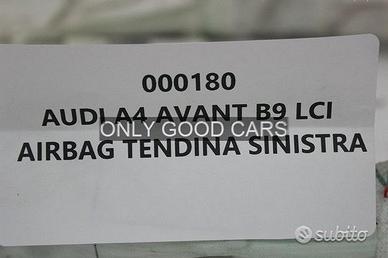 000180
AUDI A4 AVANT B9 LCI
ONLY GOOD CARS
AIRBAG TENDINA SINISTRA
subito